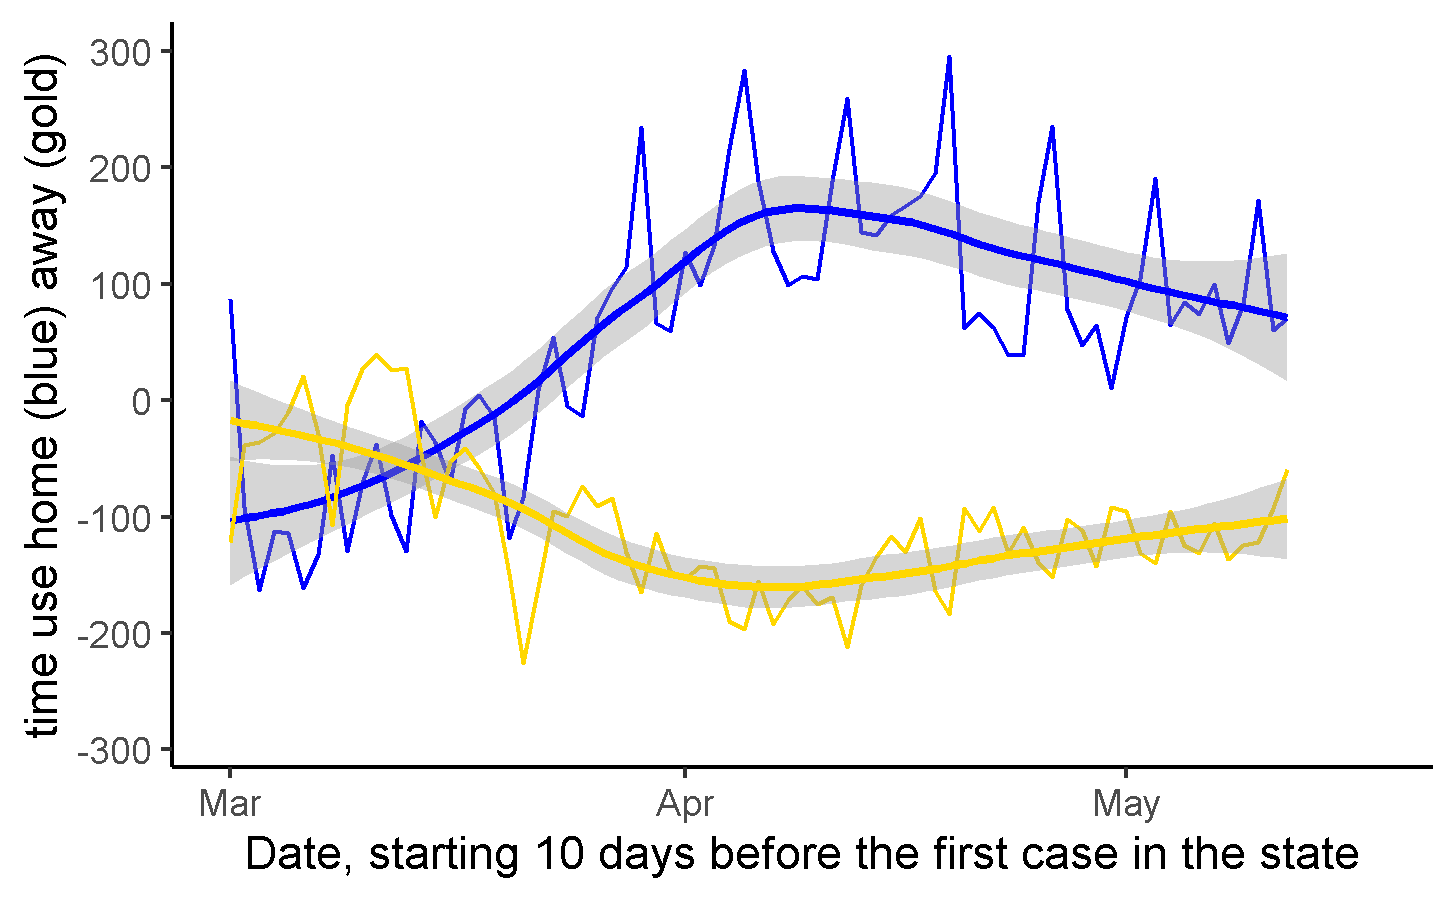 time use home (blue) away (gold)
300
200
100
0
-100
-200
-300
Mar
Apr
May
Date, starting 10 days before the first case in the state